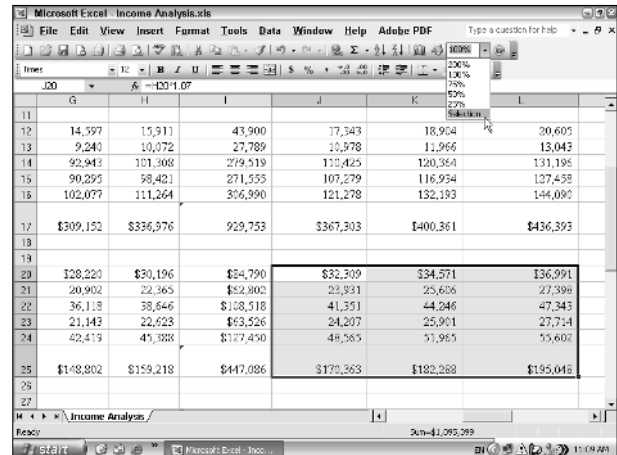 Microsoft Excel - Income Analysis.xls
File Edit View Insert Format Tools Data Window Help Adobe PDF Type a question for help
100%
Times 12 B I U $ % ,
200%
100%
75%
50%
25%
Selection
J20 fx =H20*1.07
G H I J K L
11
12 14,597 15,911 43,900 17,343 18,904 20,605
13 9,240 10,072 27,789 10,978 11,966 13,043
14 92,943 101,308 279,519 110,425 120,364 131,196
15 90,295 98,421 271,555 107,279 116,934 127,458
16 102,077 111,264 306,990 121,278 132,193 144,090
17 $309,152 $336,976 929,753 $367,303 $400,361 $436,393
18
19
20 $28,220 $30,196 $84,790 $32,309 $34,571 $36,991
21 20,902 22,365 $62,802 23,931 25,606 27,398
22 36,118 38,646 $108,518 41,351 44,246 47,343
23 21,143 22,623 $63,526 24,207 25,901 27,714
24 42,419 45,388 $127,450 48,565 51,965 55,602
25 $148,802 $159,218 $447,086 $170,363 $182,288 $195,048
26
27
Income Analysis
Ready Sum=$1,095,399
start Microsoft Excel - Inco... EN 11:09 AM